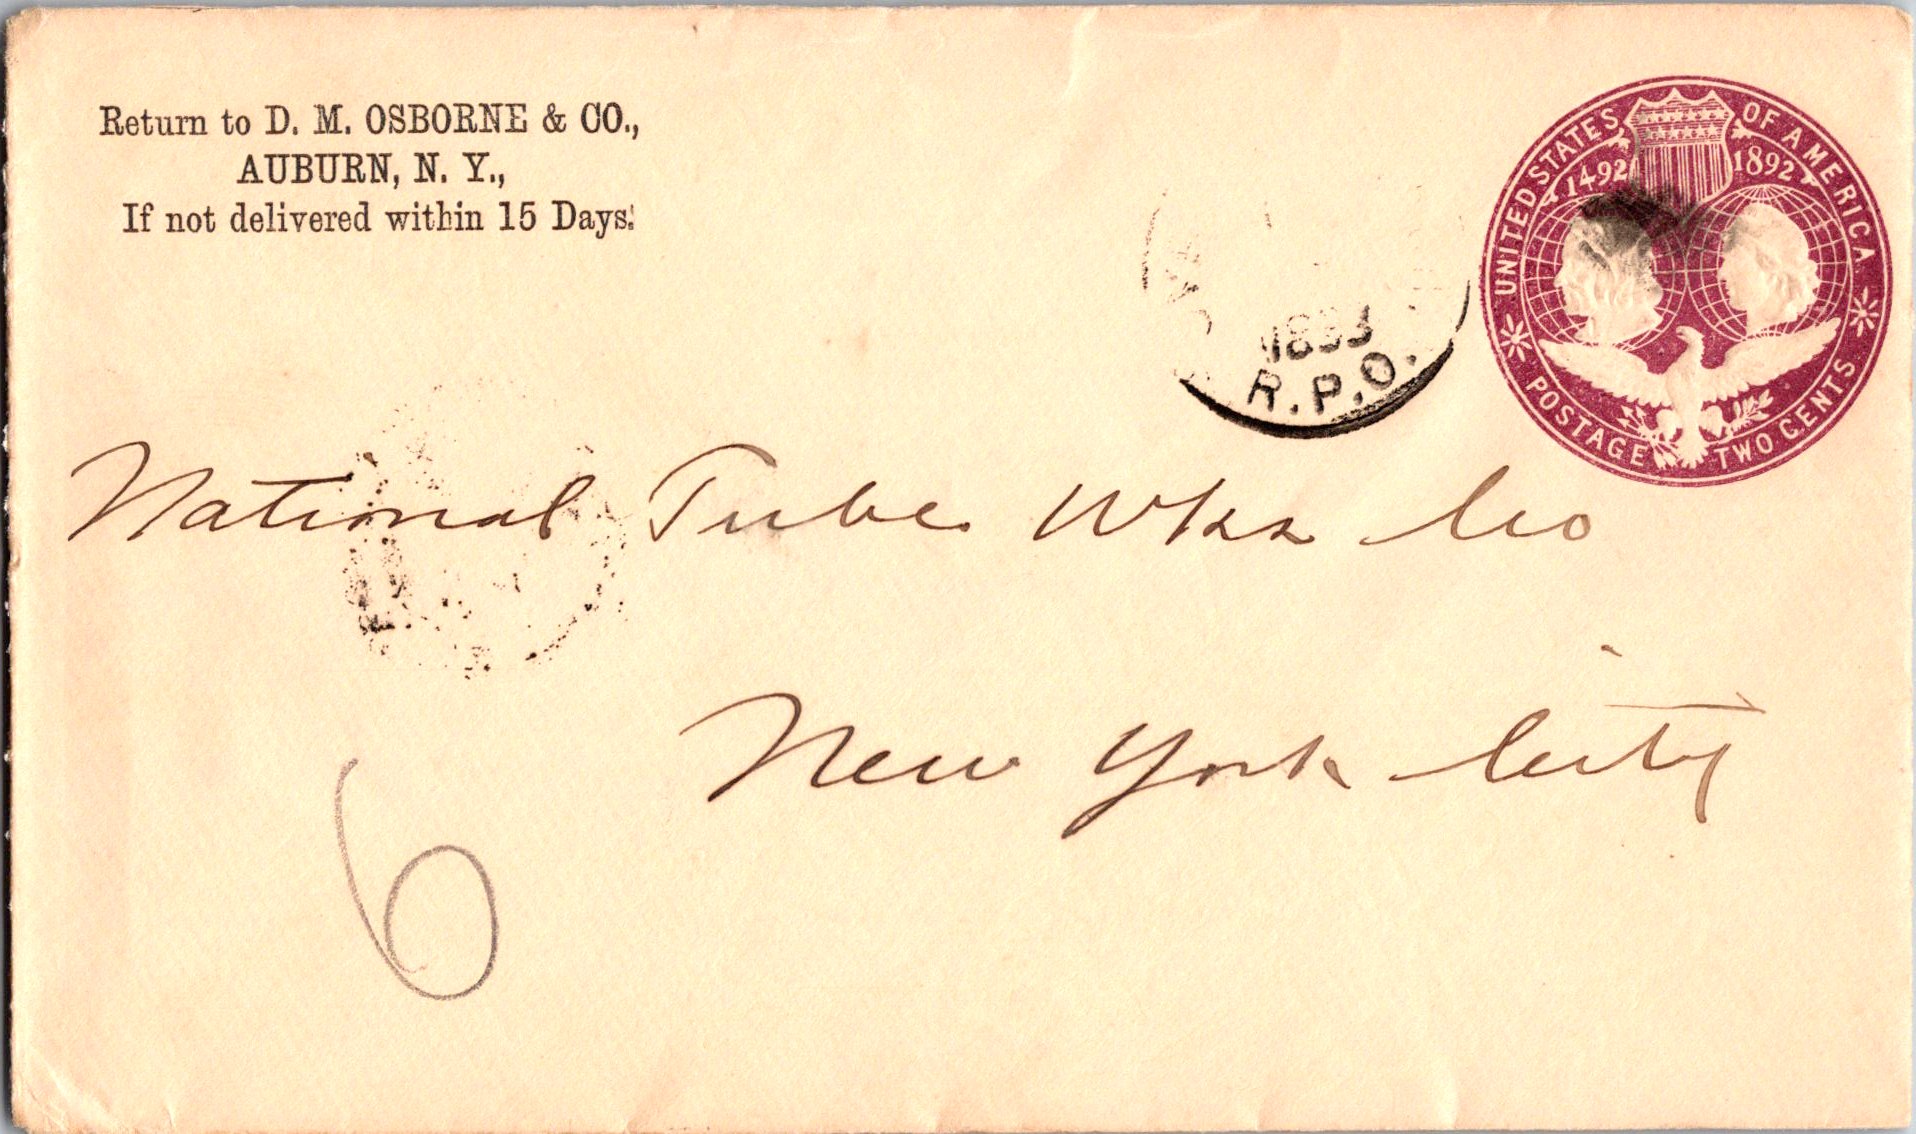 Return to D. M. OSBORNE & CO.,
AUBURN, N. Y.,
If not delivered within 15 Days.
UNITED STATES OF AMERICA
1492 1892
POSTAGE TWO CENTS
1893
R.P.O.
National Tube Wks Co
New York City
6